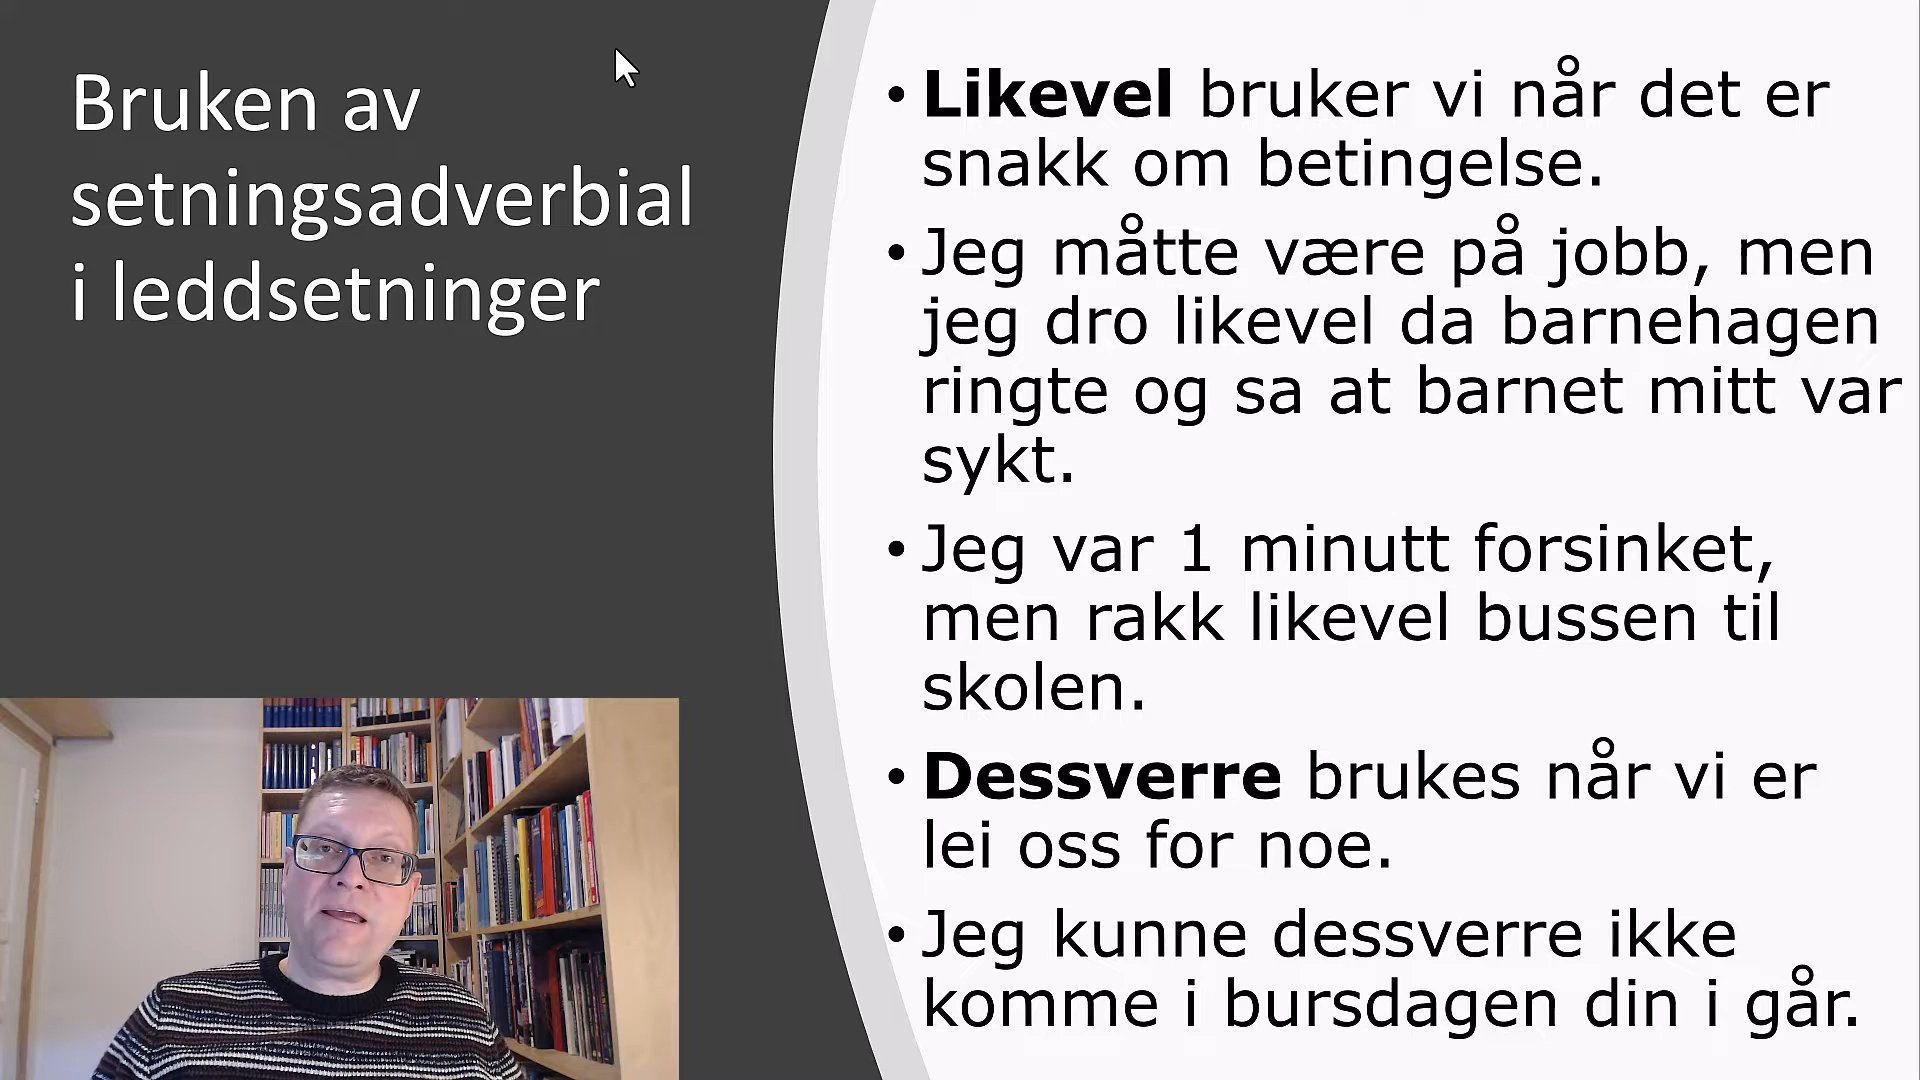 Bruken av
setningsadverbial
i leddsetninger
• Likevel bruker vi når det er
snakk om betingelse.
• Jeg måtte være på jobb, men
jeg dro likevel da barnehagen
ringte og sa at barnet mitt var
sykt.
• Jeg var 1 minutt forsinket,
men rakk likevel bussen til
skolen.
• Dessverre brukes når vi er
lei oss for noe.
• Jeg kunne dessverre ikke
komme i bursdagen din i går.